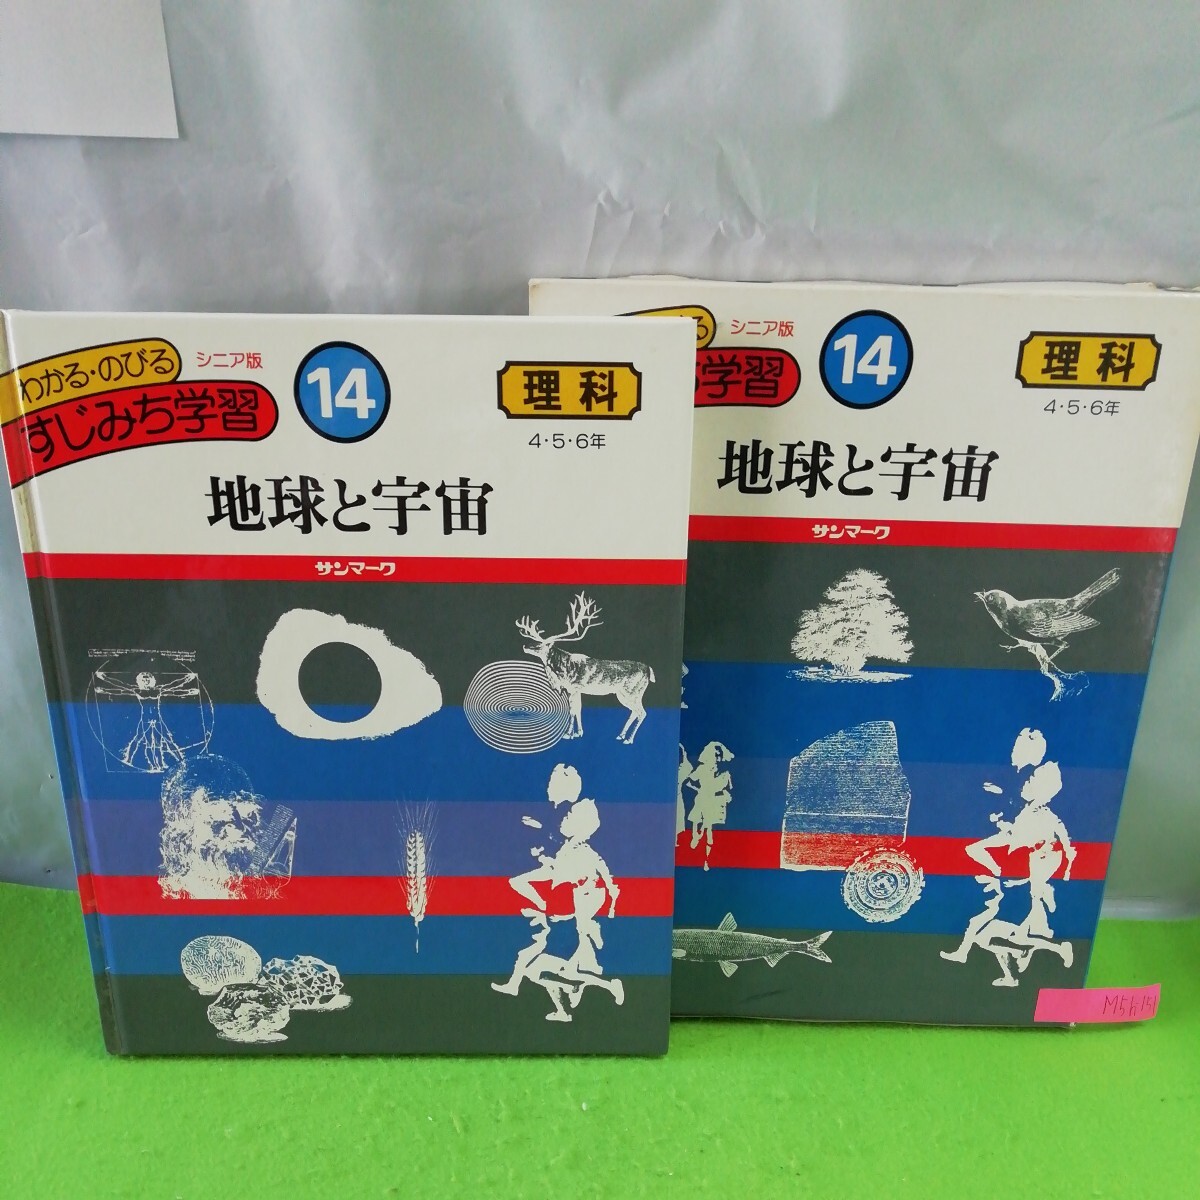 わかる・のびる
すじみち学習
シニア版
14
理科
4・5・6年
地球と宇宙
サンマーク
る
学習
シニア版
14
理科
4・5・6年
地球と宇宙
サンマーク